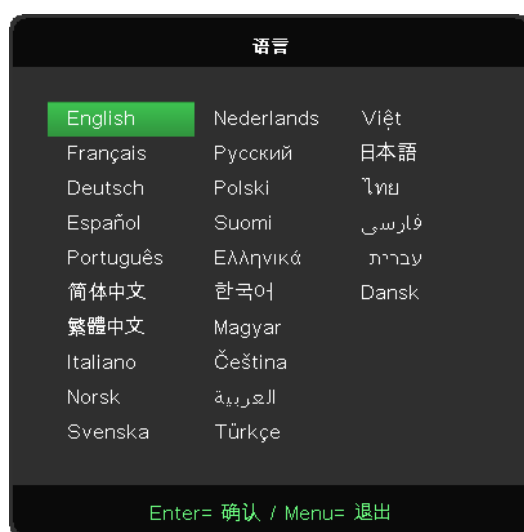 语言
English Nederlands Việt
Français Русский 日本語
Deutsch Polski ไทย
Español Suomi فارسی
Português Ελληνικά עברית
简体中文 한국어 Dansk
繁體中文 Magyar
Italiano Čeština
Norsk العربية
Svenska Türkçe
Enter= 确认 / Menu= 退出